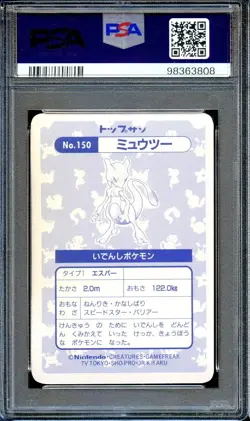 PSA
PSA
98363808
トップサン
No.150 ミュウツー
いでんしポケモン
タイプ1 エスパー
たかさ 2.0m おもさ 122.0kg
おもな ねんりき・かなしばり
わざ スピードスター・バリアー
けんきゅうの ために いでんしを どんど
ん くみかえて いった けっか、きょうぼう
な ポケモンになった。
©Nintendo・CREATURES・GAMEFREAK
TV TOKYO・SHO-PRO・JR KIKAKU